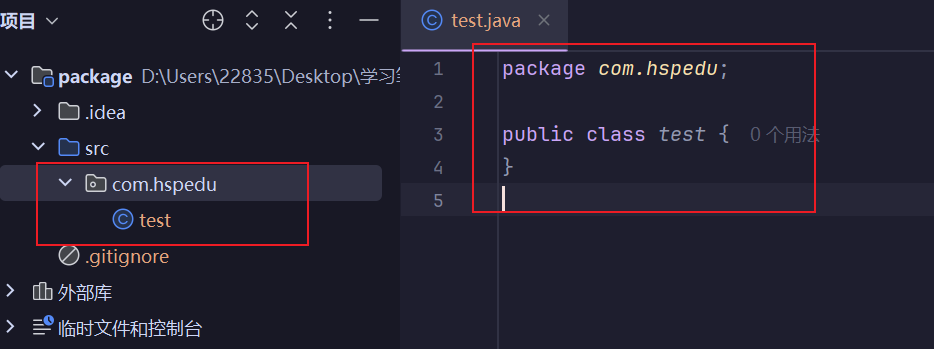 项目
package D:\Users\22835\Desktop\学习
.idea
src
com.hspedu
test
.gitignore
外部库
临时文件和控制台
test.java
1 package com.hspedu;
2
3 public class test { 0 个用法
4 }
5